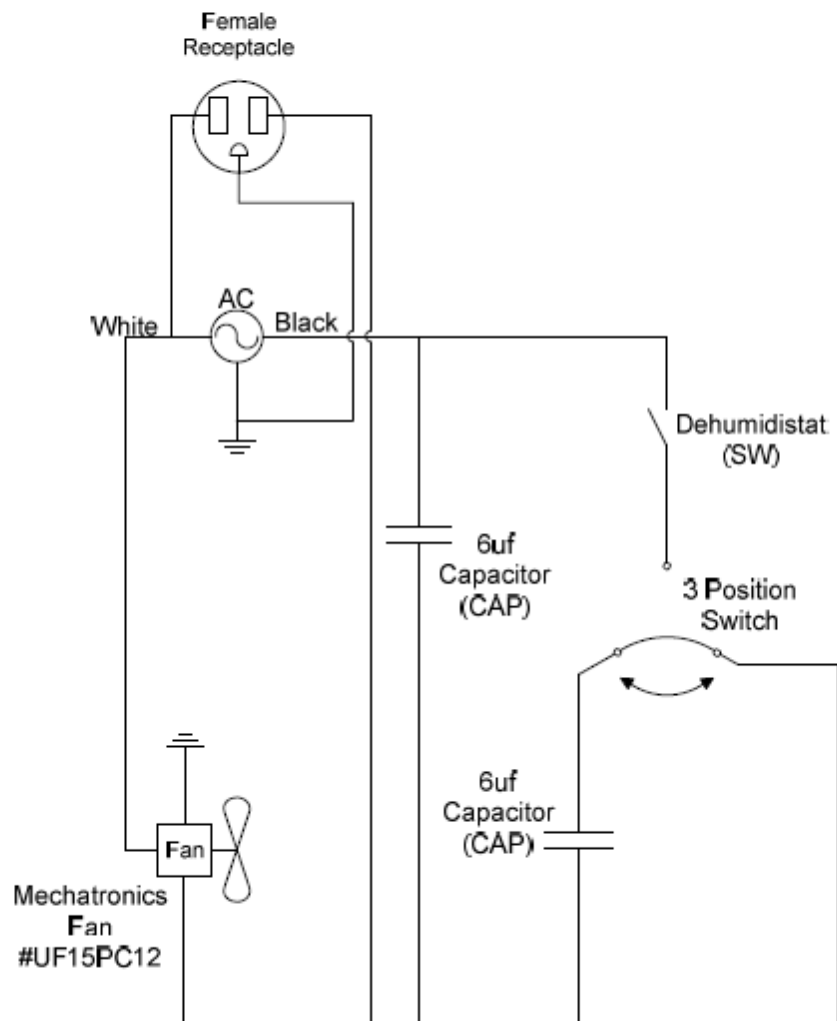 Female
Receptacle
AC
White
Black
Dehumidistat
(SW)
6uf
Capacitor
(CAP)
3 Position
Switch
6uf
Capacitor
(CAP)
Fan
Mechatronics
Fan
#UF15PC12